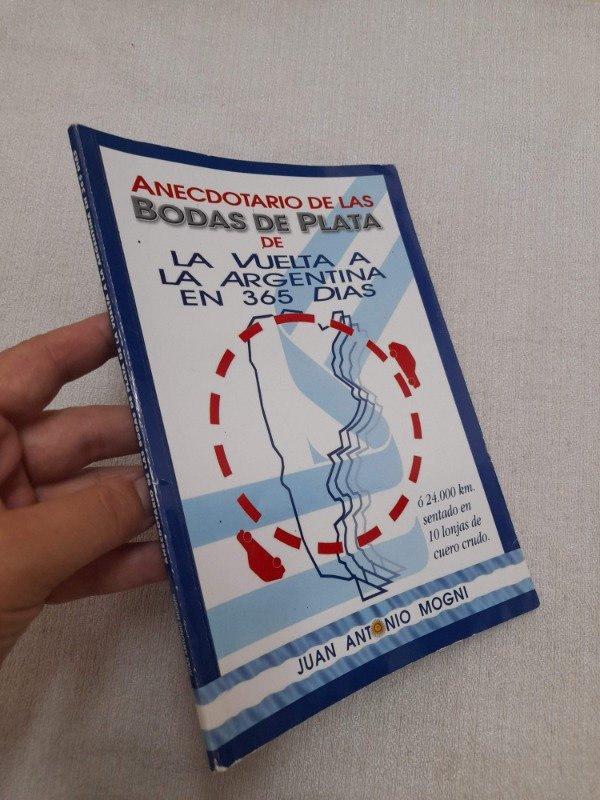 ANECDOTARIO DE LAS
BODAS DE PLATA
DE
LA VUELTA A
LA ARGENTINA
EN 365 DIAS
ó 24.000 km.
sentado en
10 lonjas de
cuero crudo.
JUAN ANTONIO MOGNI